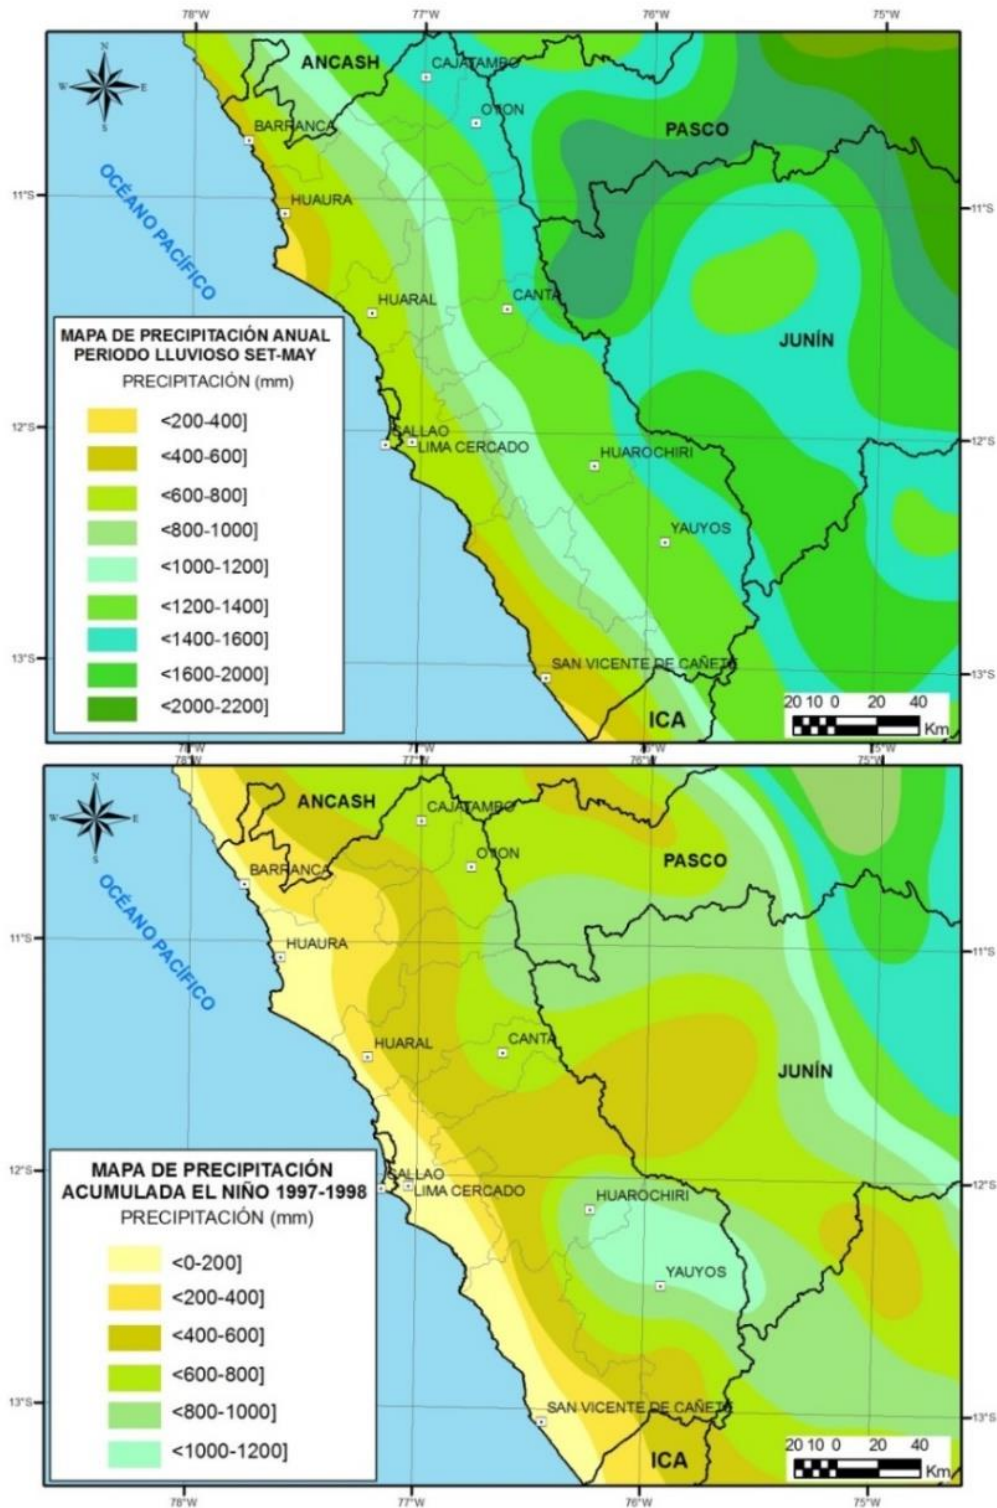 78°W 77°W 76°W 75°W
N
W E
S
ANCASH
CAJATAMBO
OYON
PASCO
BARRANCA
11°S 11°S
OCÉANO PACÍFICO
HUAURA
HUARAL
CANTA
JUNÍN
MAPA DE PRECIPITACIÓN ANUAL
PERIODO LLUVIOSO SET-MAY
PRECIPITACIÓN (mm)
<200-400]
<400-600]
<600-800]
<800-1000]
<1000-1200]
<1200-1400]
<1400-1600]
<1600-2000]
<2000-2200]
12°S 12°S
CALLAO
LIMA CERCADO
HUAROCHIRI
YAUYOS
13°S 13°S
SAN VICENTE DE CAÑETE
ICA
20 10 0 20 40
Km
78°W 77°W 76°W 75°W
N
W E
S
ANCASH
CAJATAMBO
OYON
PASCO
BARRANCA
OCÉANO PACÍFICO
11°S 11°S
HUAURA
HUARAL
CANTA
JUNÍN
12°S 12°S
MAPA DE PRECIPITACIÓN
ACUMULADA EL NIÑO 1997-1998
PRECIPITACIÓN (mm)
<0-200]
<200-400]
<400-600]
<600-800]
<800-1000]
<1000-1200]
CALLAO
LIMA CERCADO
HUAROCHIRI
YAUYOS
13°S 13°S
SAN VICENTE DE CAÑETE
ICA
20 10 0 20 40
Km
78°W 77°W 76°W 75°W